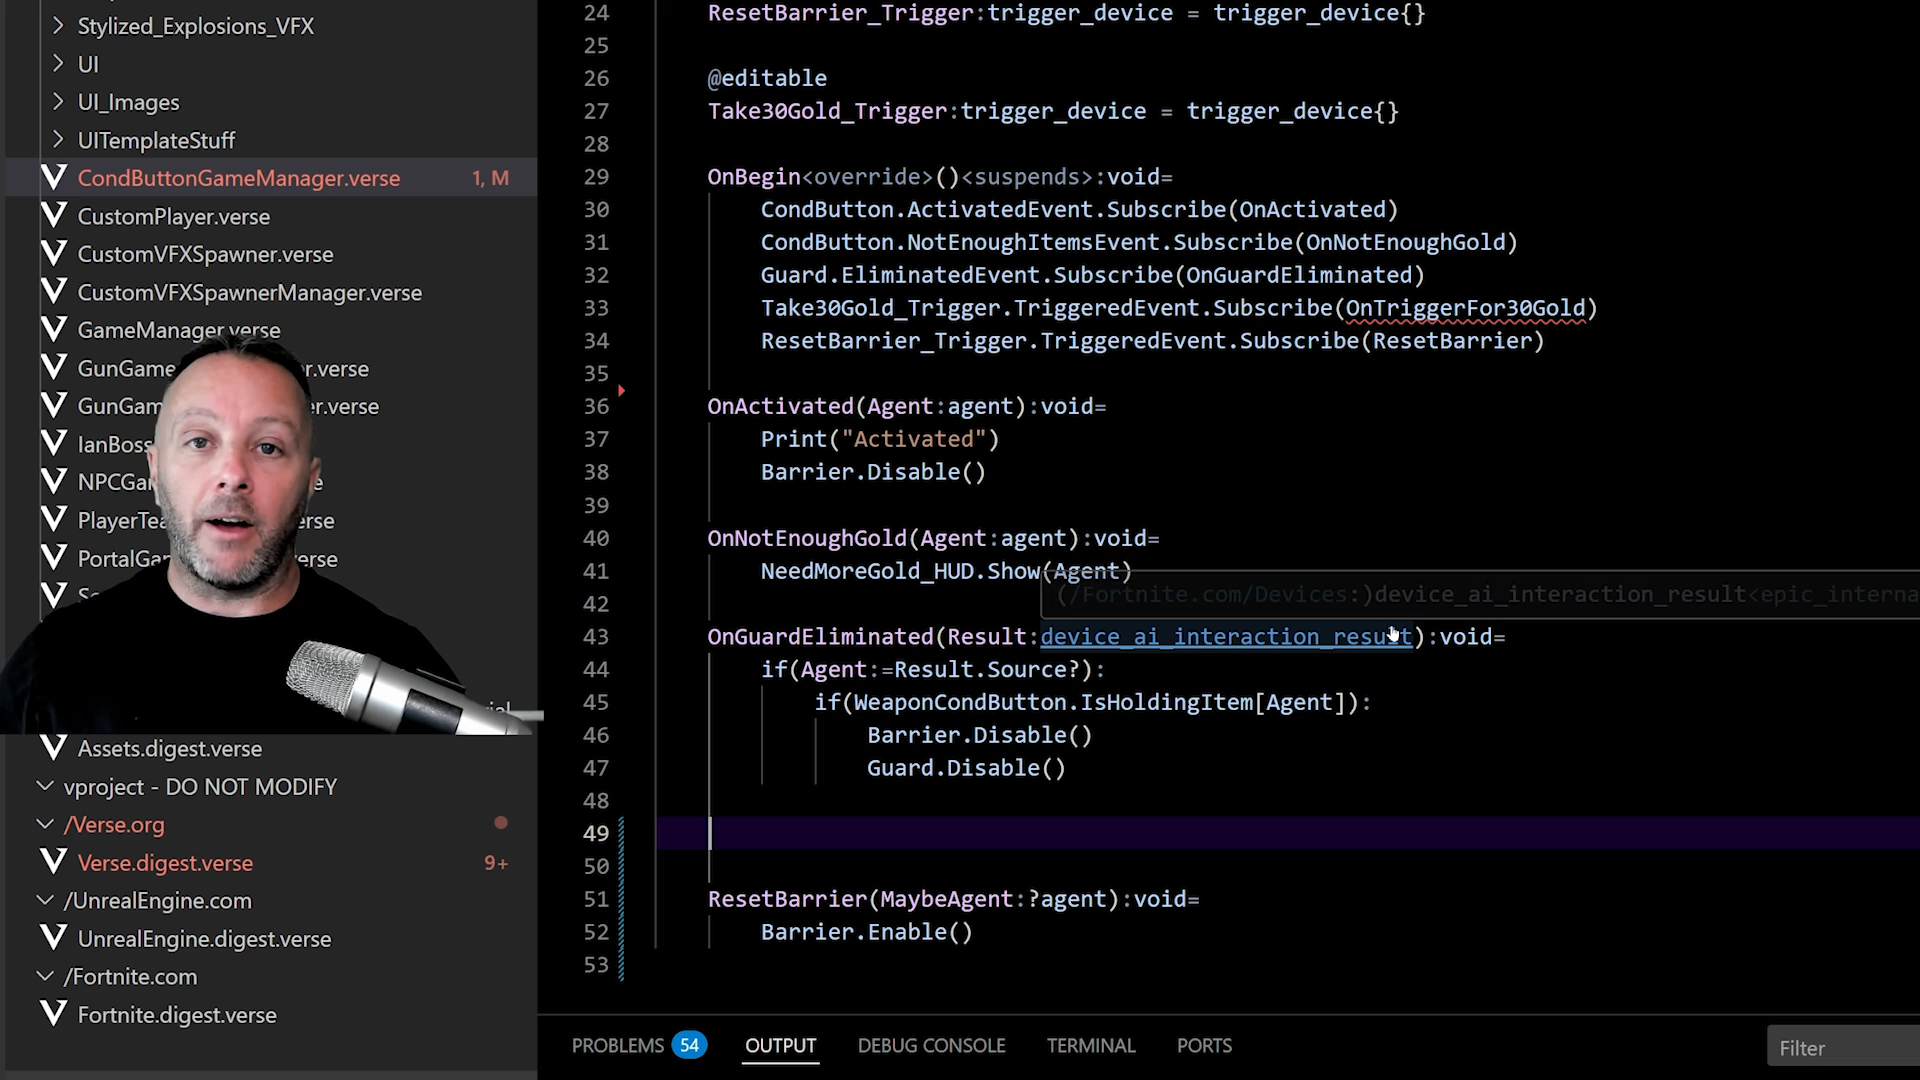 Stylized_Explosions_VFX
UI
UI_Images
UITemplateStuff
CondButtonGameManager.verse 1, M
CustomPlayer.verse
CustomVFXSpawner.verse
CustomVFXSpawnerManager.verse
GameManager.verse
GunGame r.verse
GunGam er.verse
IanBoss
NPCGa e
PlayerTea erse
PortalGa erse
Assets.digest.verse
vproject - DO NOT MODIFY
/Verse.org
Verse.digest.verse 9+
/UnrealEngine.com
UnrealEngine.digest.verse
/Fortnite.com
Fortnite.digest.verse
24 ResetBarrier_Trigger:trigger_device = trigger_device{}
25
26 @editable
27 Take30Gold_Trigger:trigger_device = trigger_device{}
28
29 OnBegin<override>()<suspends>:void=
30 CondButton.ActivatedEvent.Subscribe(OnActivated)
31 CondButton.NotEnoughItemsEvent.Subscribe(OnNotEnoughGold)
32 Guard.EliminatedEvent.Subscribe(OnGuardEliminated)
33 Take30Gold_Trigger.TriggeredEvent.Subscribe(OnTriggerFor30Gold)
34 ResetBarrier_Trigger.TriggeredEvent.Subscribe(ResetBarrier)
35
36 OnActivated(Agent:agent):void=
37 Print("Activated")
38 Barrier.Disable()
39
40 OnNotEnoughGold(Agent:agent):void=
41 NeedMoreGold_HUD.Show(Agent)
(/Fortnite.com/Devices:)device_ai_interaction_result<epic_interna
42
43 OnGuardEliminated(Result:device_ai_interaction_result):void=
44 if(Agent:=Result.Source?):
45 if(WeaponCondButton.IsHoldingItem[Agent]):
46 Barrier.Disable()
47 Guard.Disable()
48
49
50
51 ResetBarrier(MaybeAgent:?agent):void=
52 Barrier.Enable()
53
PROBLEMS 54 OUTPUT DEBUG CONSOLE TERMINAL PORTS Filter